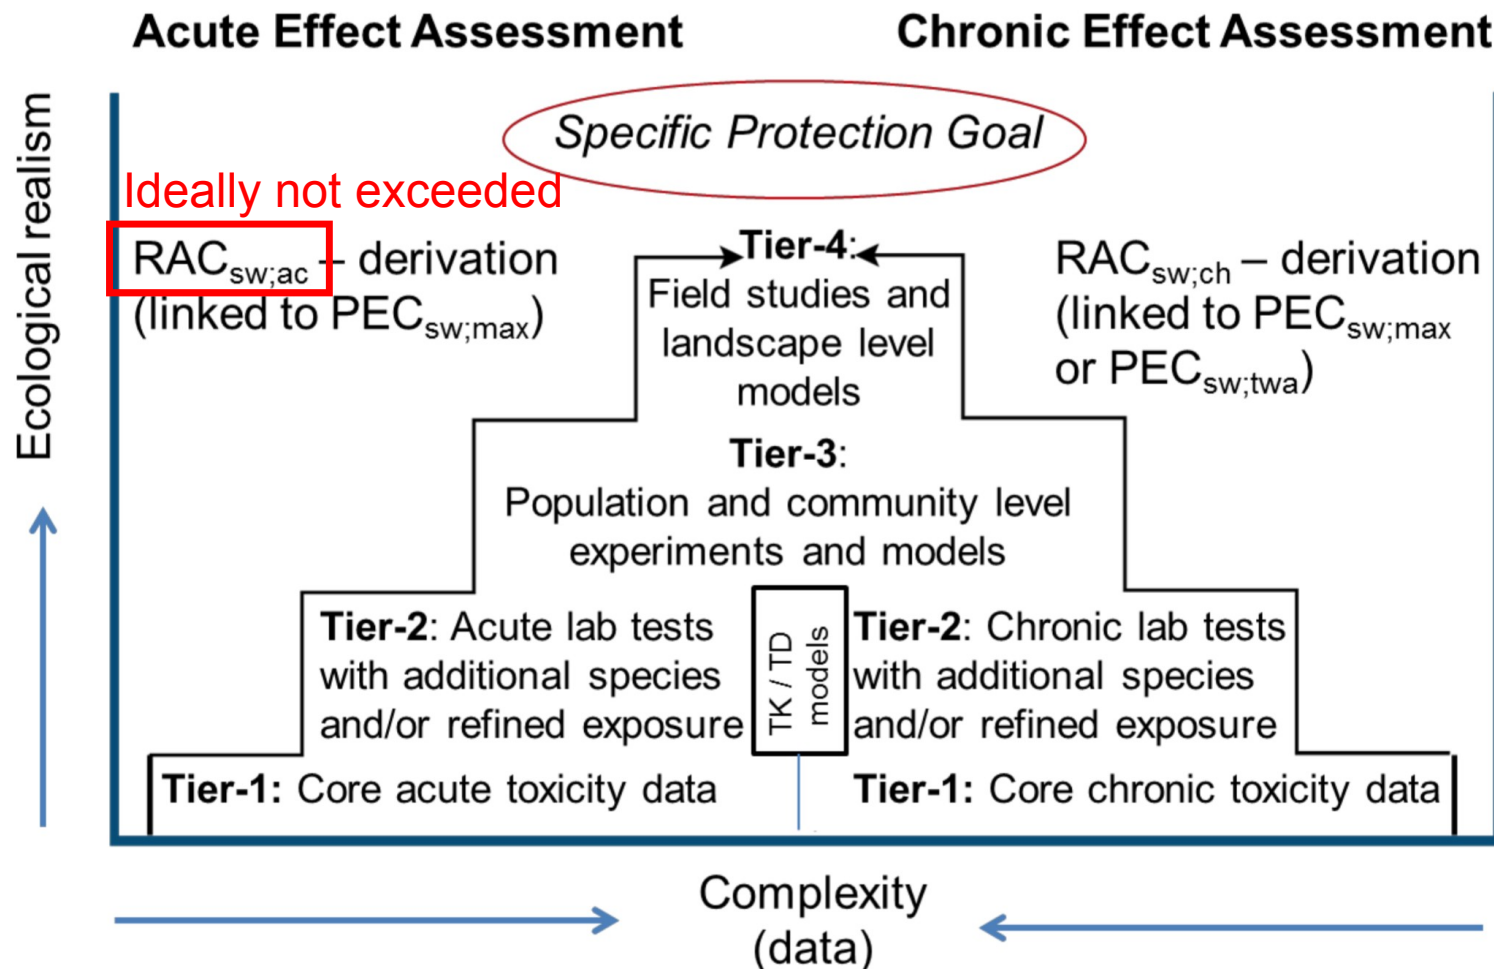 Acute Effect Assessment
Chronic Effect Assessment
Ecological realism
Specific Protection Goal
Ideally not exceeded
RACsw;ac – derivation
(linked to PECsw;max)
Tier-4:
Field studies and
landscape level
models
RACsw;ch – derivation
(linked to PECsw;max
or PECsw;twa)
Tier-3:
Population and community level
experiments and models
Tier-2: Acute lab tests
with additional species
and/or refined exposure
TK / TD
models
Tier-2: Chronic lab tests
with additional species
and/or refined exposure
Tier-1: Core acute toxicity data
Tier-1: Core chronic toxicity data
Complexity
(data)